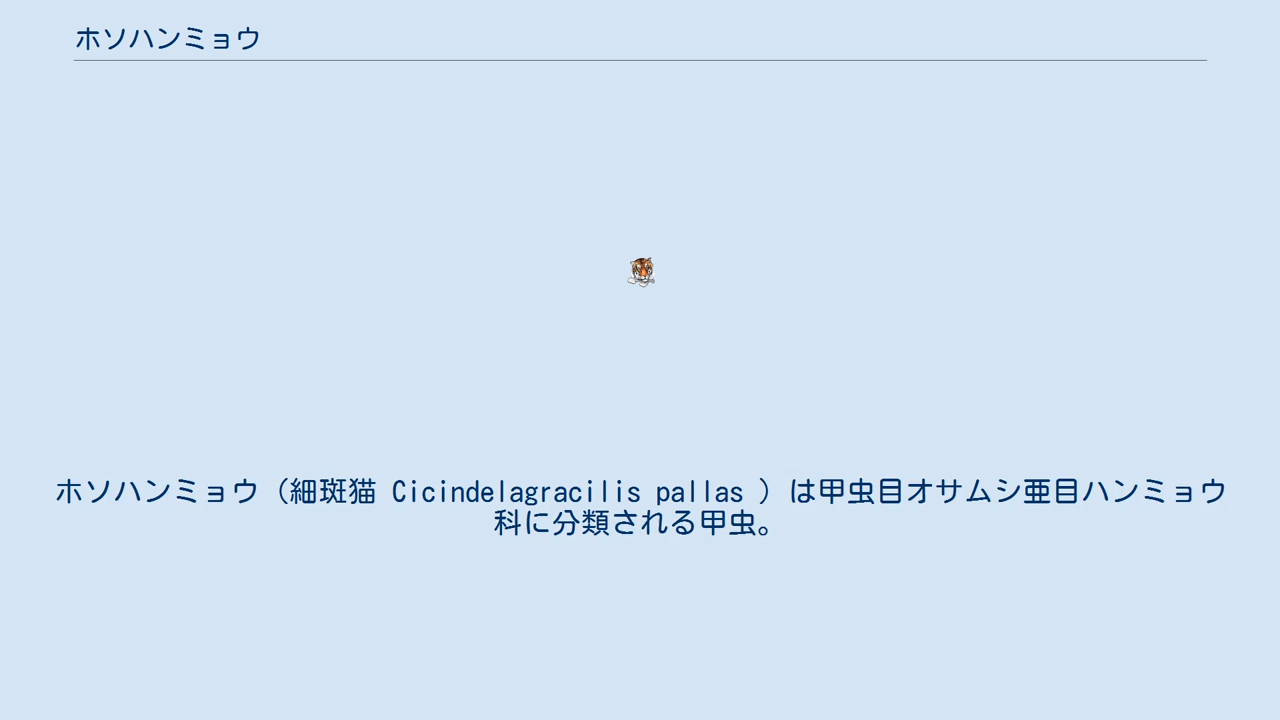 ホソハンミョウ
ホソハンミョウ（細斑猫 Cicindelagracilis pallas ）は甲虫目オサムシ亜目ハンミョウ
科に分類される甲虫。